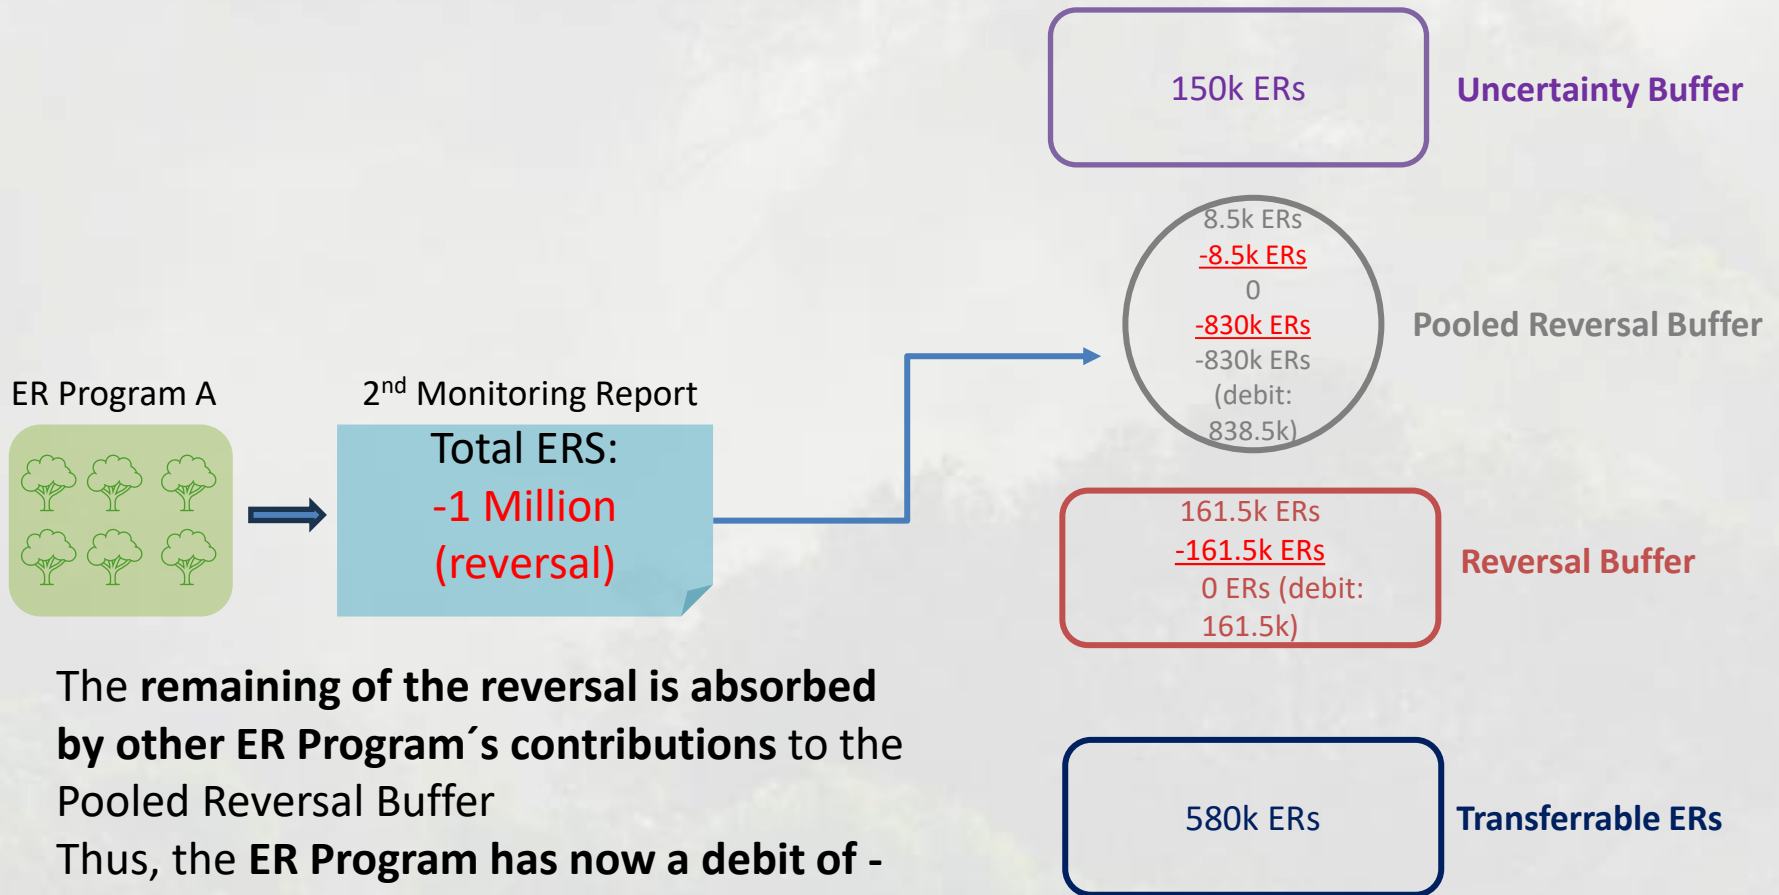 150k ERs
Uncertainty Buffer
8.5k ERs
-8.5k ERs
0
-830k ERs
-830k ERs
(debit:
838.5k)
Pooled Reversal Buffer
ER Program A
2nd Monitoring Report
Total ERS:
-1 Million
(reversal)
161.5k ERs
-161.5k ERs
0 ERs (debit:
161.5k)
Reversal Buffer
The remaining of the reversal is absorbed
by other ER Program´s contributions to the
Pooled Reversal Buffer
Thus, the ER Program has now a debit of -
580k ERs
Transferrable ERs